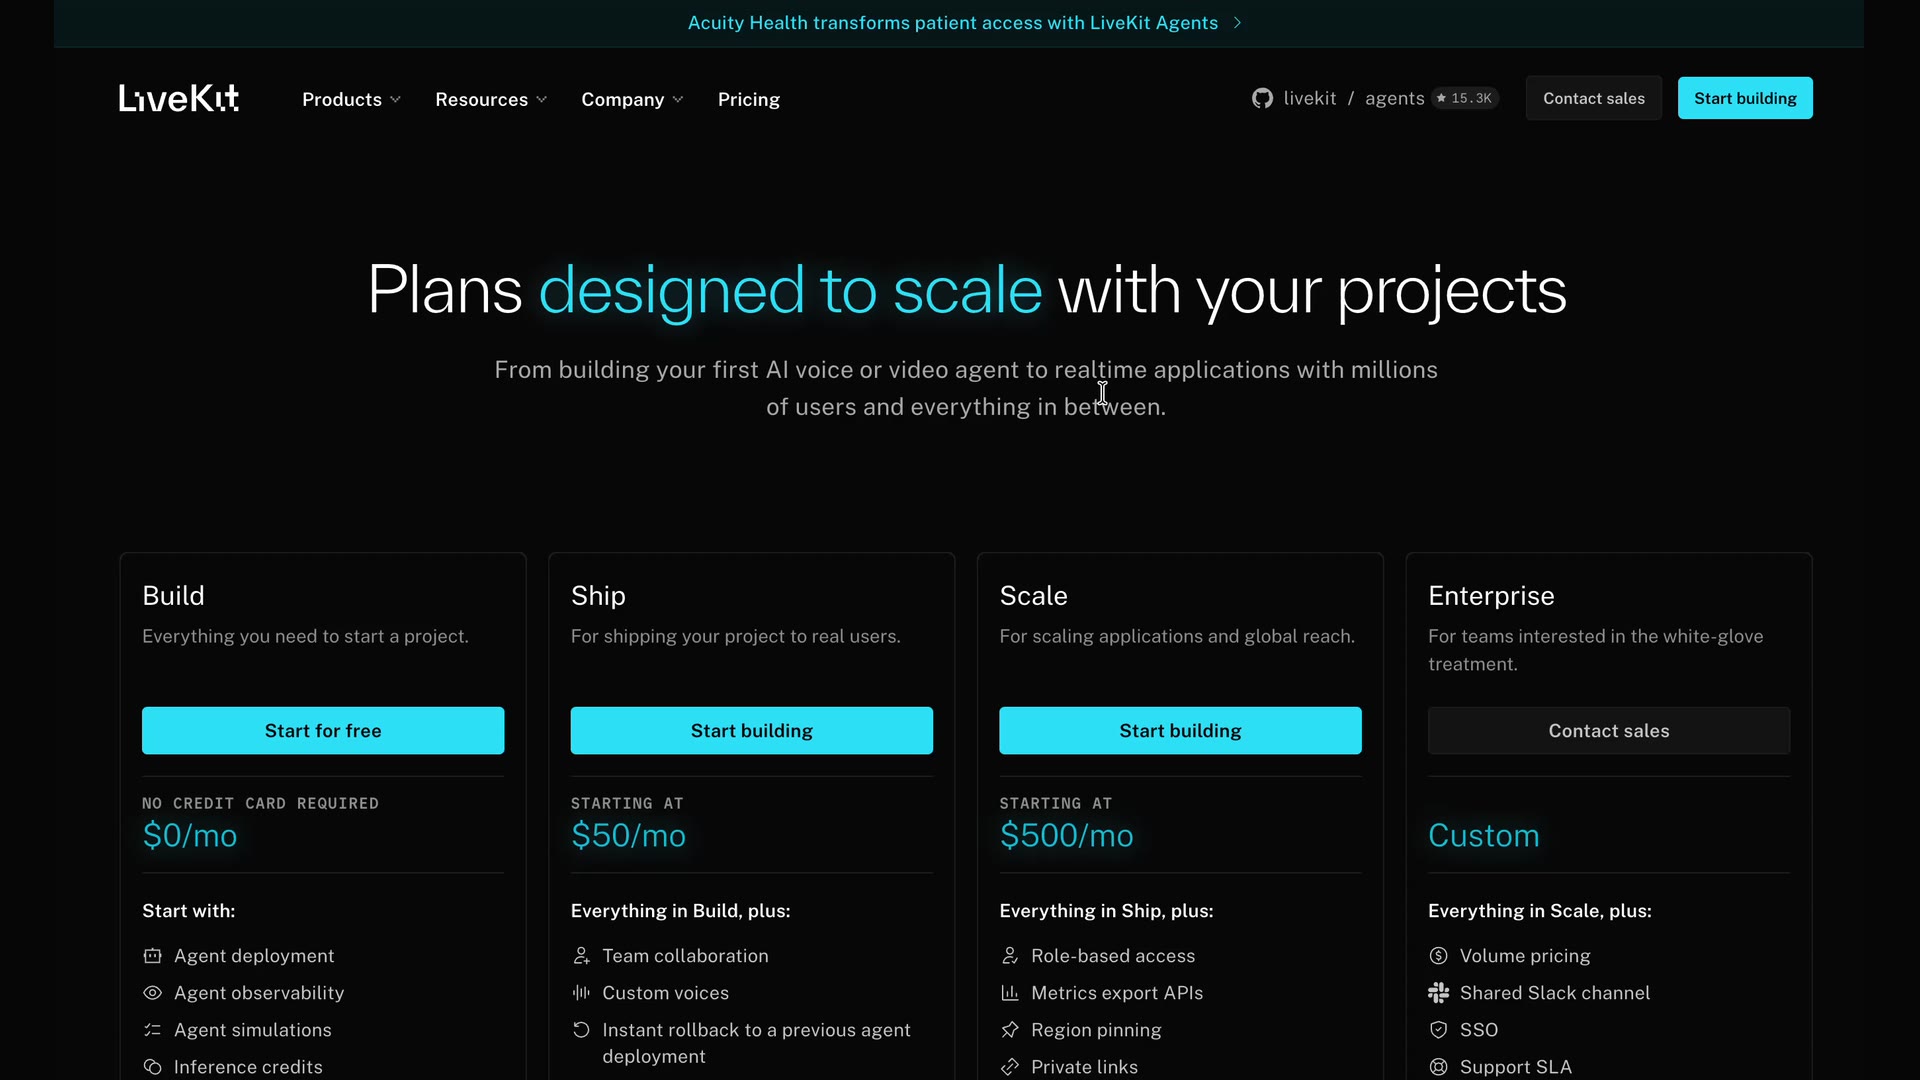 Acuity Health transforms patient access with LiveKit Agents
LiveKit
Products
Resources
Company
Pricing
livekit / agents
15.3K
Contact sales
Start building
Plans designed to scale with your projects
From building your first AI voice or video agent to realtime applications with millions
of users and everything in between.
Build
Everything you need to start a project.
Start for free
NO CREDIT CARD REQUIRED
$0/mo
Start with:
Agent deployment
Agent observability
Agent simulations
Inference credits
Ship
For shipping your project to real users.
Start building
STARTING AT
$50/mo
Everything in Build, plus:
Team collaboration
Custom voices
Instant rollback to a previous agent
deployment
Scale
For scaling applications and global reach.
Start building
STARTING AT
$500/mo
Everything in Ship, plus:
Role-based access
Metrics export APIs
Region pinning
Private links
Enterprise
For teams interested in the white-glove
treatment.
Contact sales
Custom
Everything in Scale, plus:
Volume pricing
Shared Slack channel
SSO
Support SLA